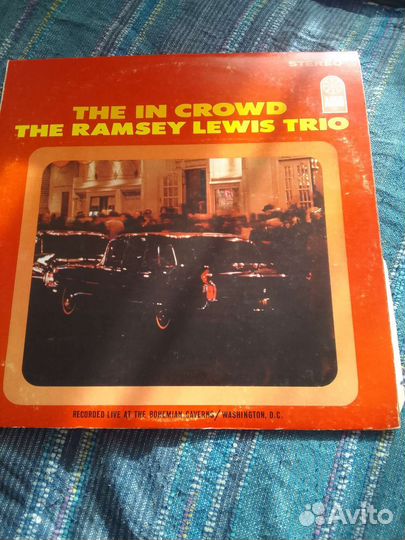 STEREO
THE IN CROWD
THE RAMSEY LEWIS TRIO
RECORDED LIVE AT THE BOHEMIAN CAVERNS/WASHINGTON, D.C.
Avito